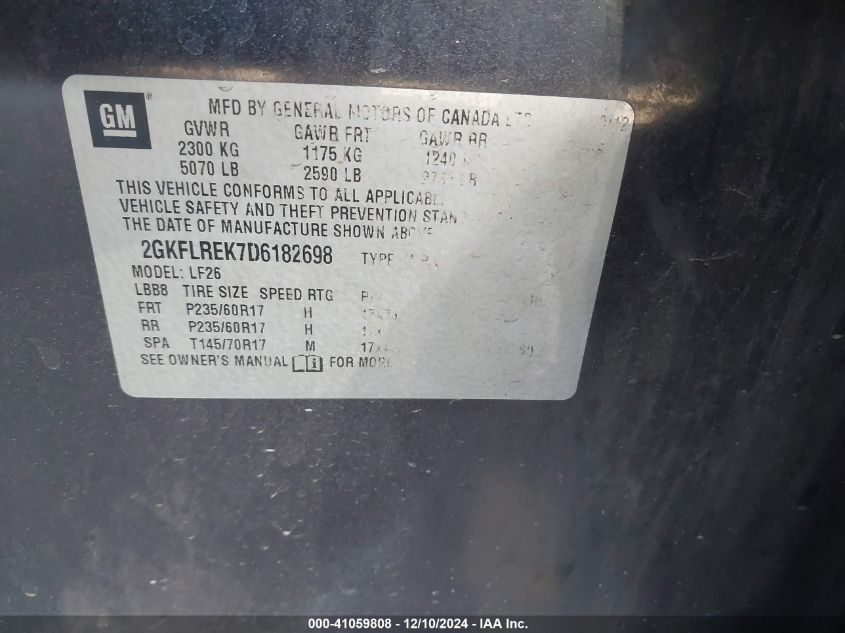 GM ® MFD BY GENERAL MOTORS OF CANADA LTD
GVWR GAWR FRT GAWR RR
2300 KG 1175 KG 1240
5070 LB 2590 LB
THIS VEHICLE CONFORMS TO ALL APPLICABLE
VEHICLE SAFETY AND THEFT PREVENTION STAN
THE DATE OF MANUFACTURE SHOWN ABOVE
2GKFLREK7D6182698 TYPE
MODEL: LF26
LBB8 TIRE SIZE SPEED RTG
FRT P235/60R17 H
RR P235/60R17 H
SPA T145/70R17 M
SEE OWNER'S MANUAL FOR MORE
000-41059808 - 12/10/2024 - IAA Inc.